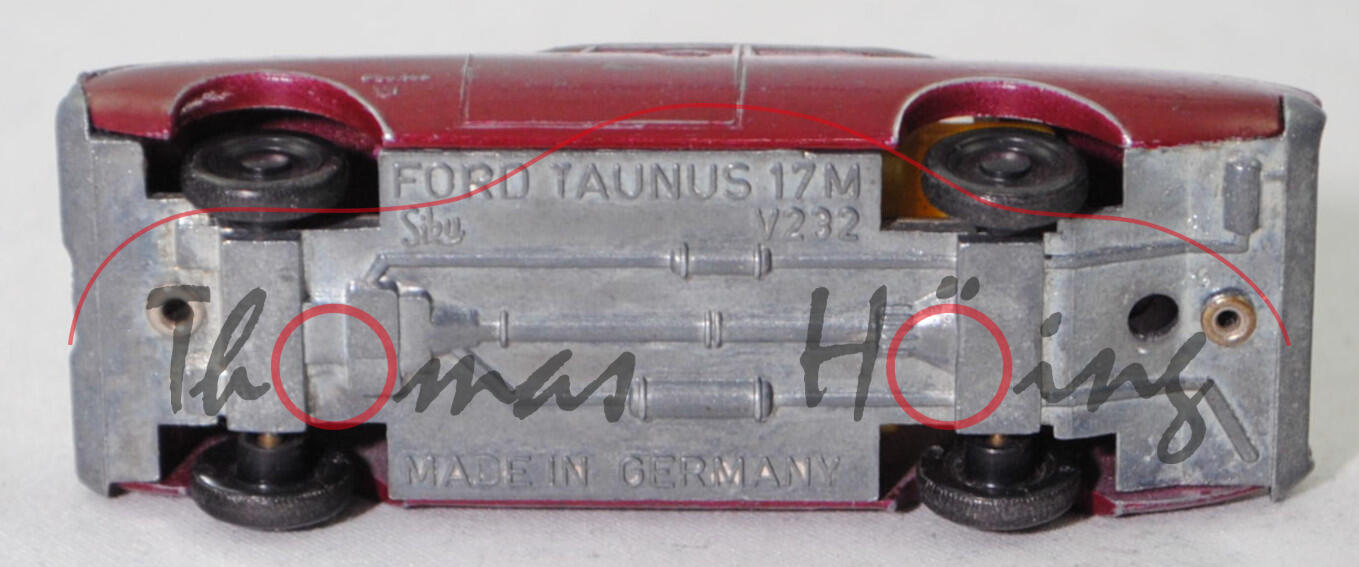 FORD TAUNUS 17M
Siku V232
Thomas Höing
MADE IN GERMANY